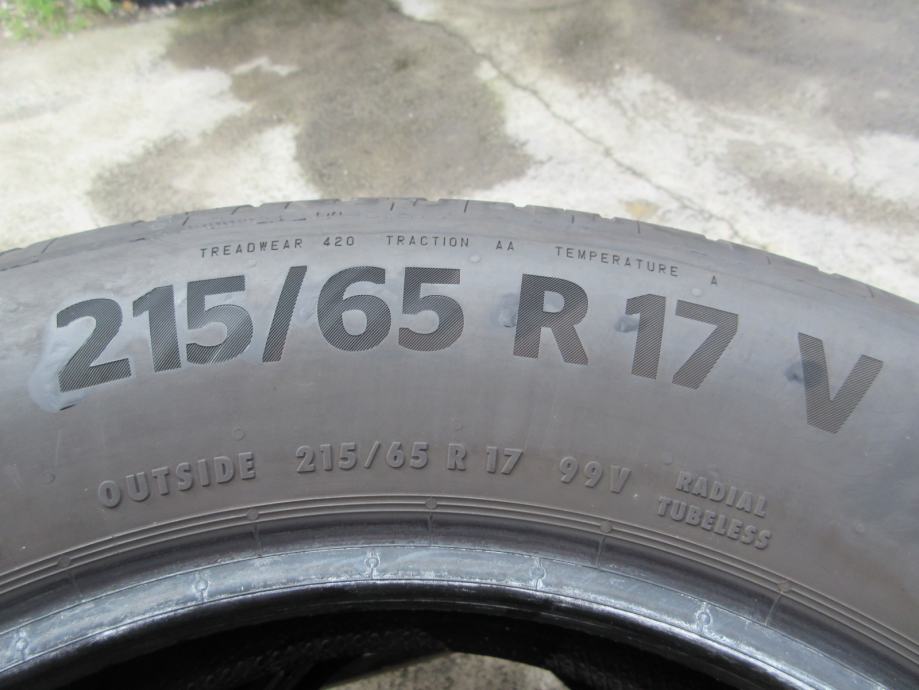 TREADWEAR 420 TRACTION AA TEMPERATURE A
215/65 R 17 V
OUTSIDE 215/65 R 17 99V RADIAL
TUBELESS